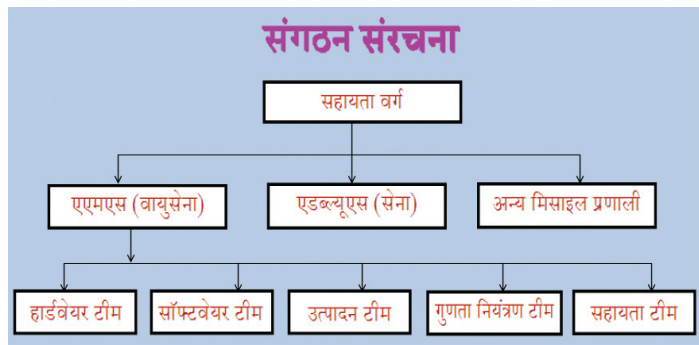 संगठन संरचना
सहायता वर्ग
एएमएस (वायुसेना)
एडब्ल्यूएस (सेना)
अन्य मिसाइल प्रणाली
हार्डवेयर टीम
सॉफ्टवेयर टीम
उत्पादन टीम
गुणता नियंत्रण टीम
सहायता टीम